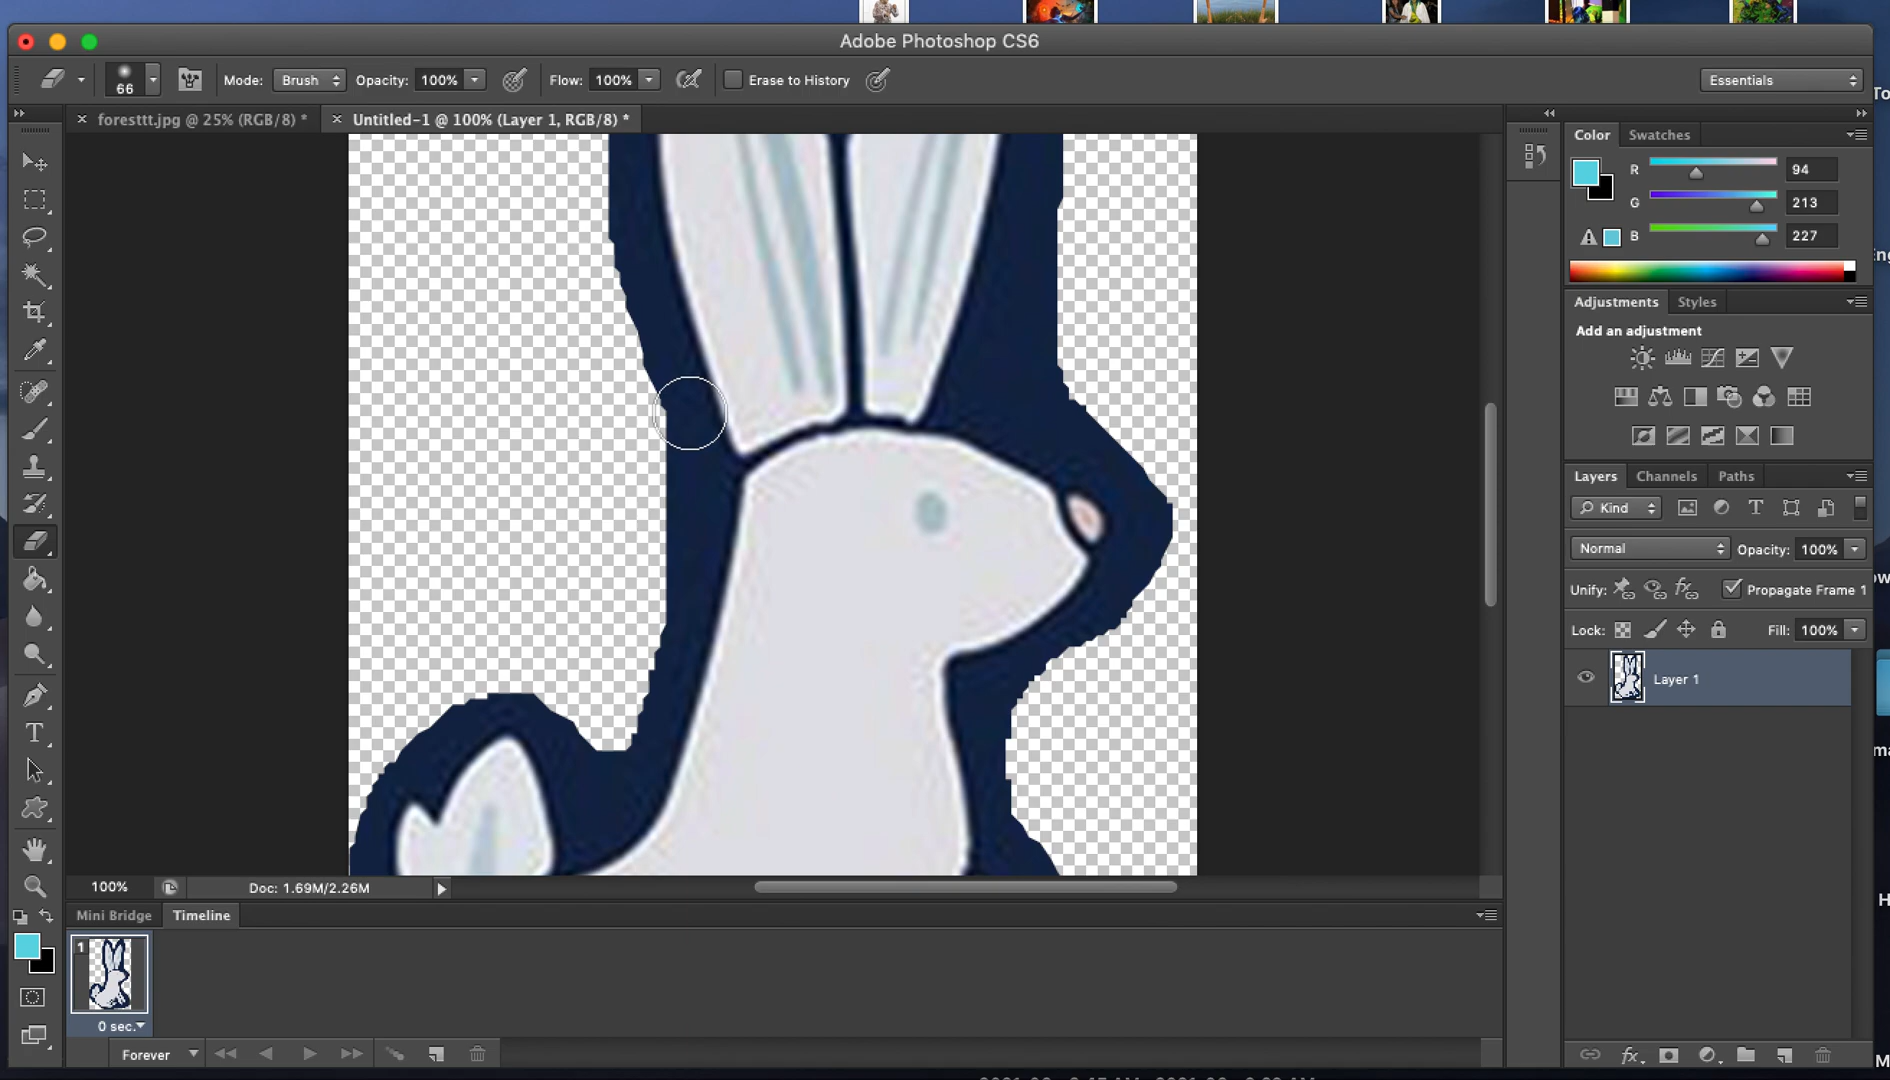 Adobe Photoshop CS6
66 Mode: Brush Opacity: 100% Flow: 100% Erase to History Essentials
foresttt.jpg @ 25% (RGB/8) * Untitled-1 @ 100% (Layer 1, RGB/8) *
Color Swatches
R 94
G 213
B 227
Adjustments Styles
Add an adjustment
Layers Channels Paths
Kind
Normal Opacity: 100%
Unify: Propagate Frame 1
Lock: Fill: 100%
Layer 1
100% Doc: 1.69M/2.26M
Mini Bridge Timeline
1
0 sec.
Forever